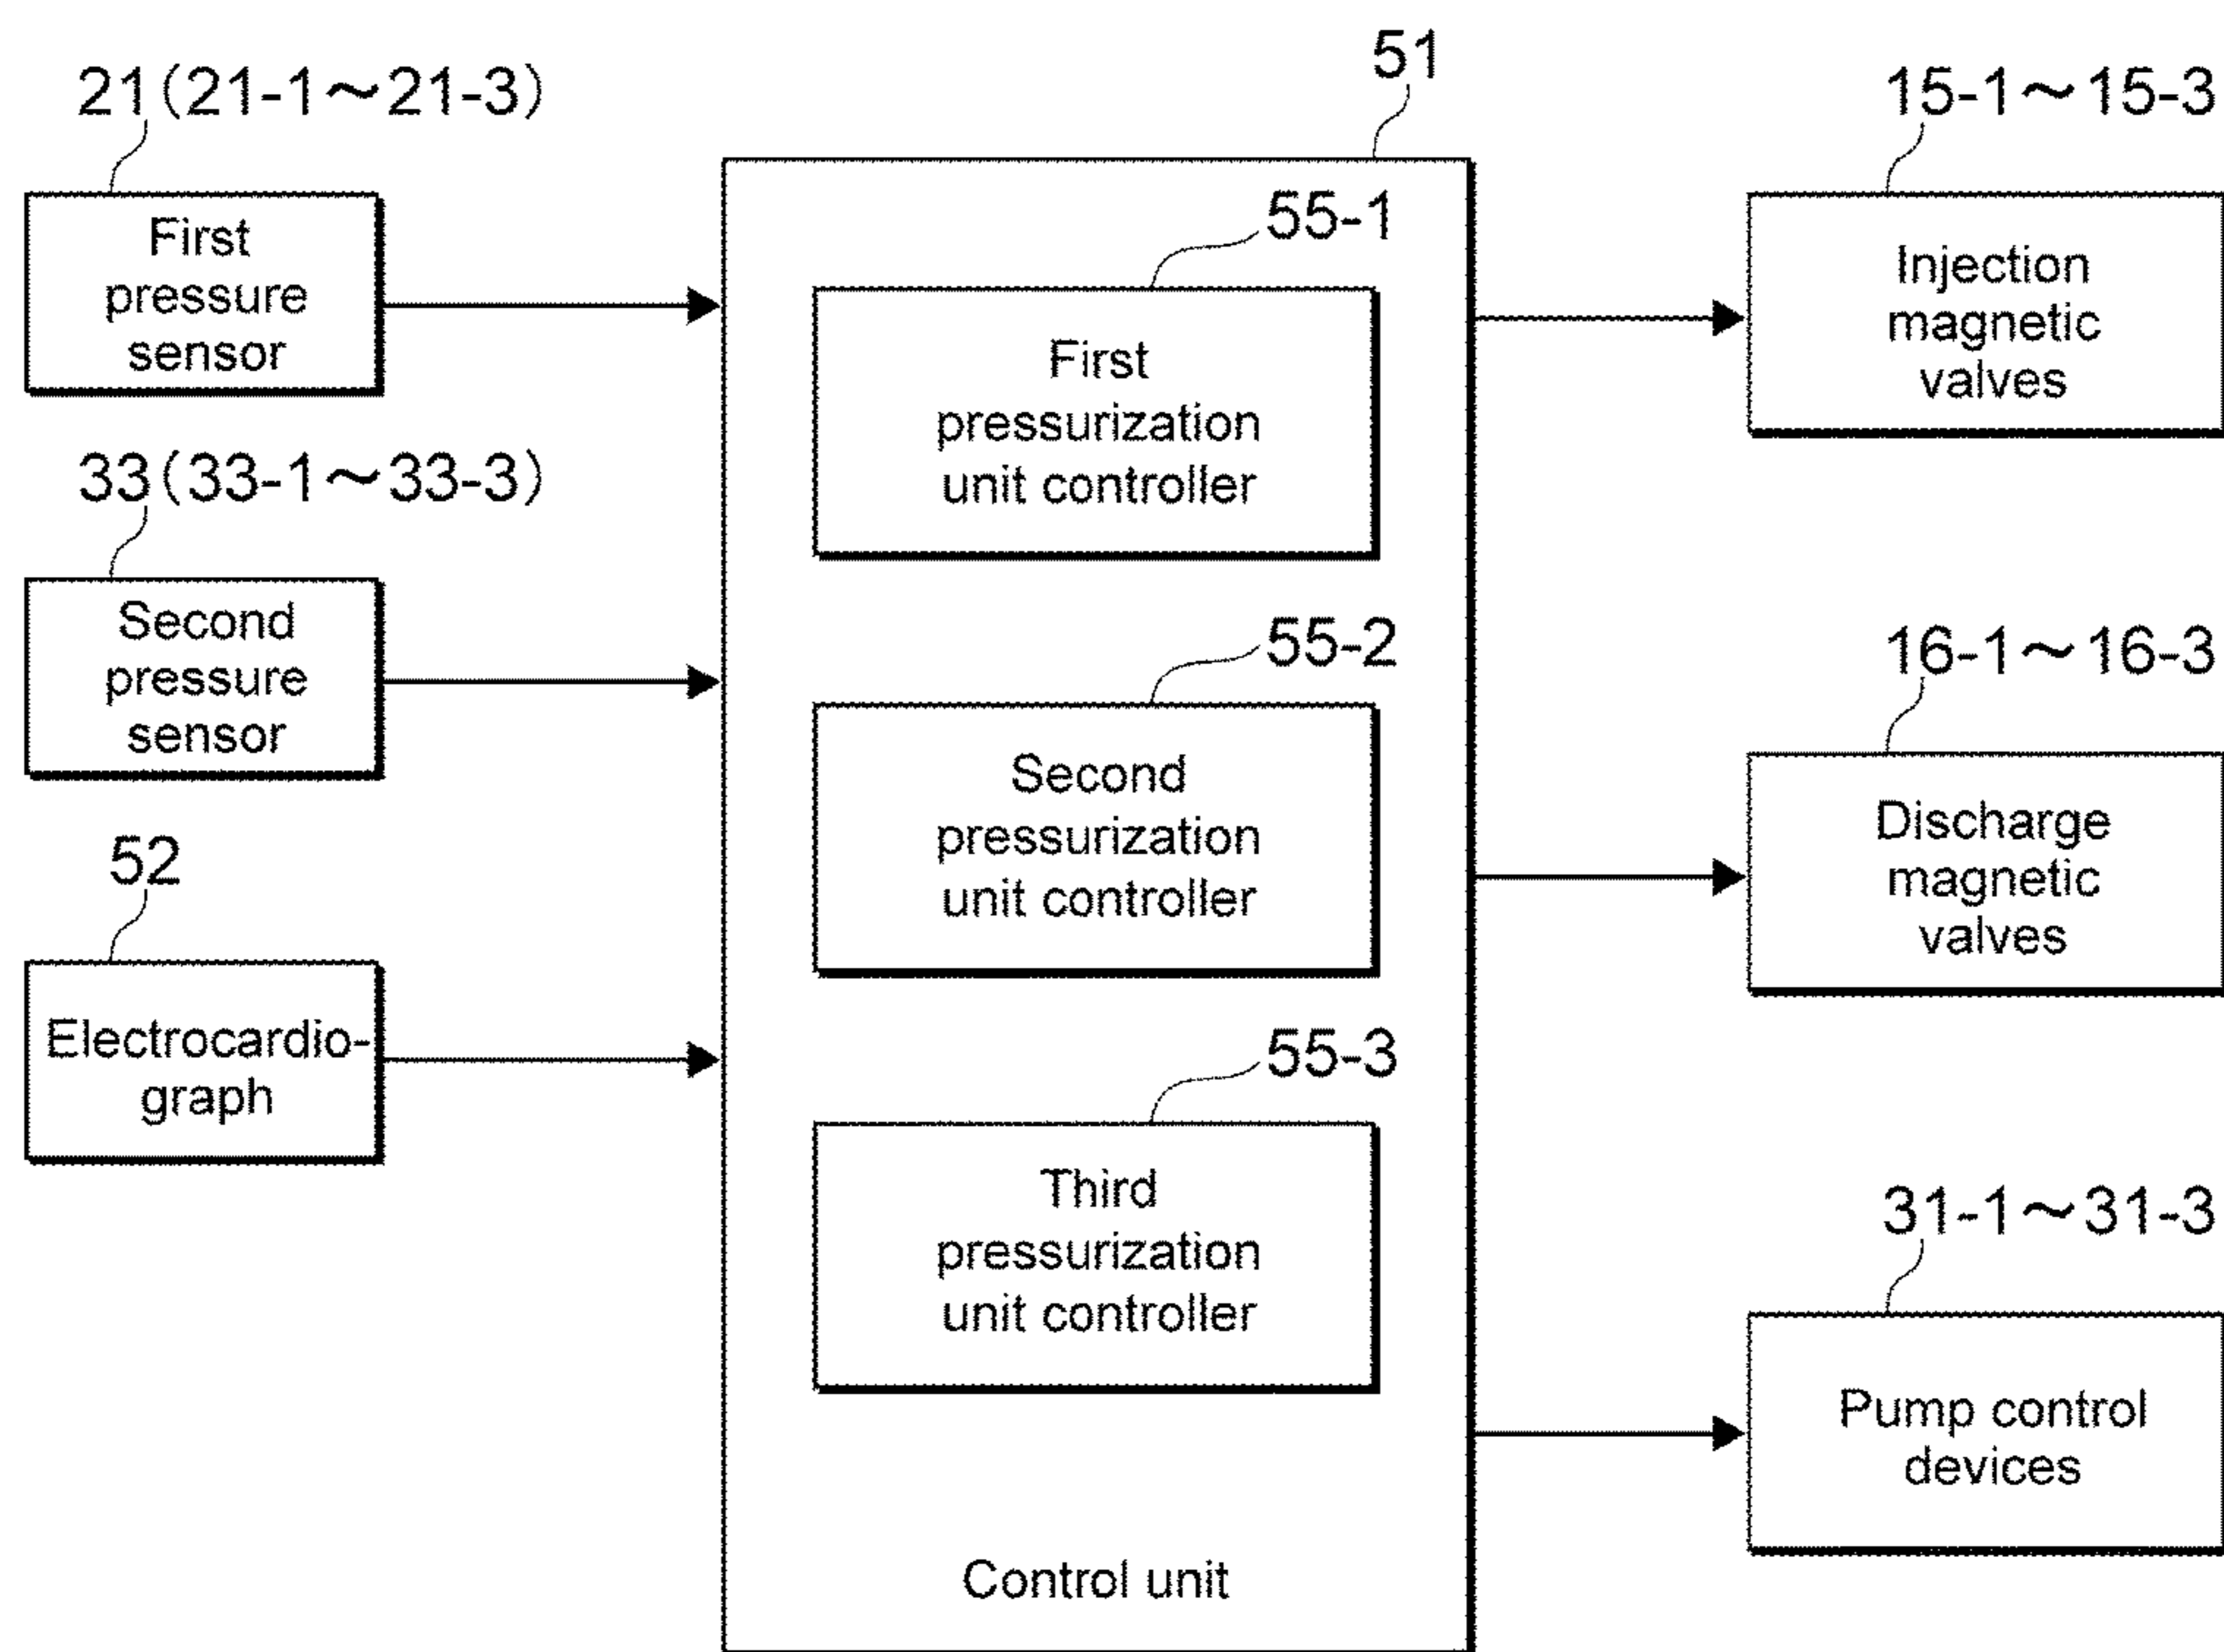 21(21-1～21-3)
First
pressure
sensor
33(33-1～33-3)
Second
pressure
sensor
52
Electrocardio-
graph
51
55-1
First
pressurization
unit controller
55-2
Second
pressurization
unit controller
55-3
Third
pressurization
unit controller
Control unit
15-1～15-3
Injection
magnetic
valves
16-1～16-3
Discharge
magnetic
valves
31-1～31-3
Pump control
devices